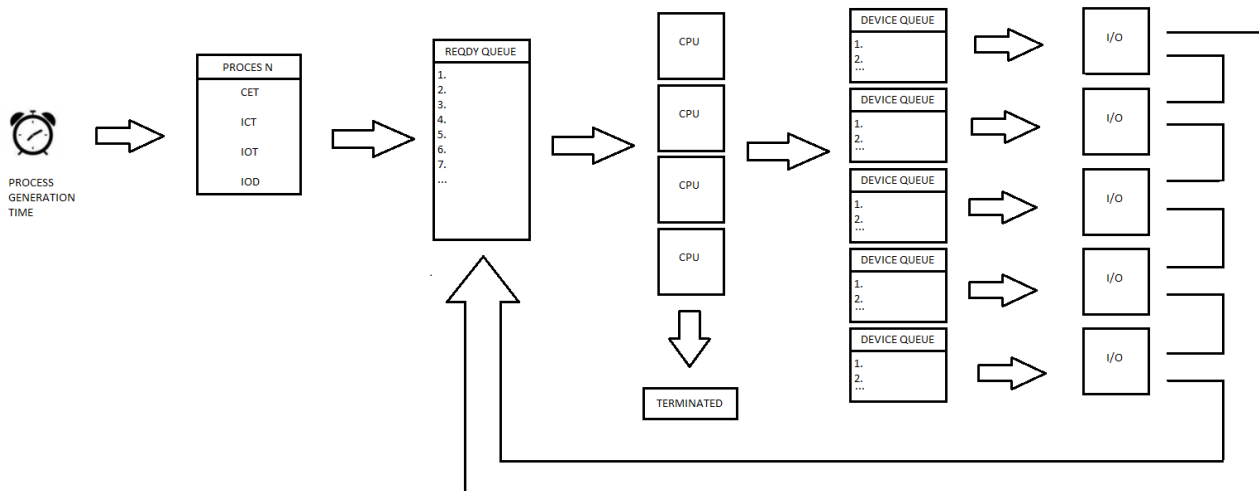 PROCESS
GENERATION
TIME
PROCES N
CET
ICT
IOT
IOD
REQDY QUEUE
1.
2.
3.
4.
5.
6.
7.
...
CPU
CPU
CPU
CPU
TERMINATED
DEVICE QUEUE
1.
2.
...
DEVICE QUEUE
1.
2.
...
DEVICE QUEUE
1.
2.
...
DEVICE QUEUE
1.
2.
...
DEVICE QUEUE
1.
2.
...
I/O
I/O
I/O
I/O
I/O